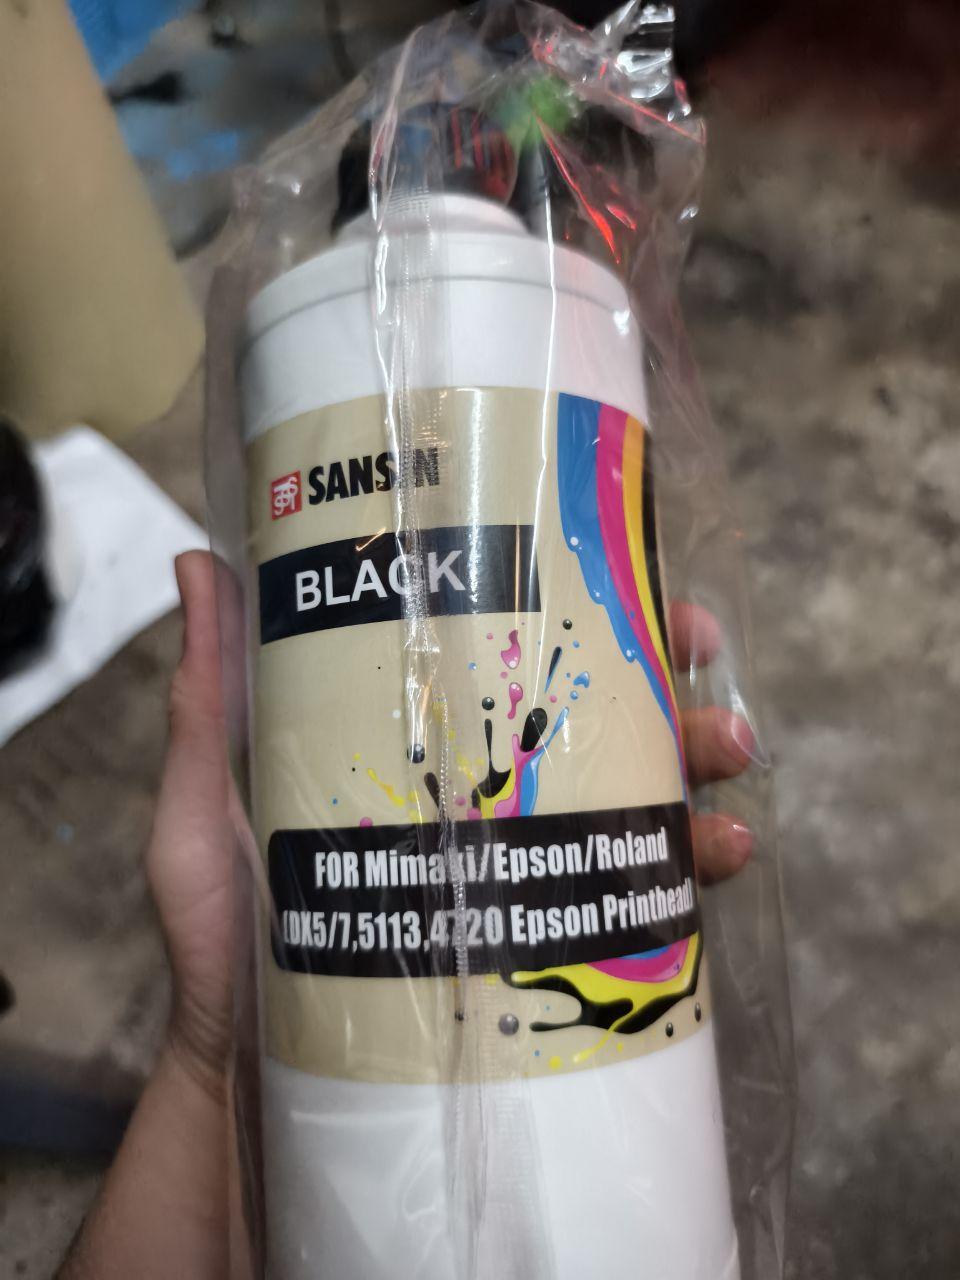 SANSIN
BLACK
FOR Mimaki/Epson/Roland
(DX5/7,5113,4720 Epson Printhead)